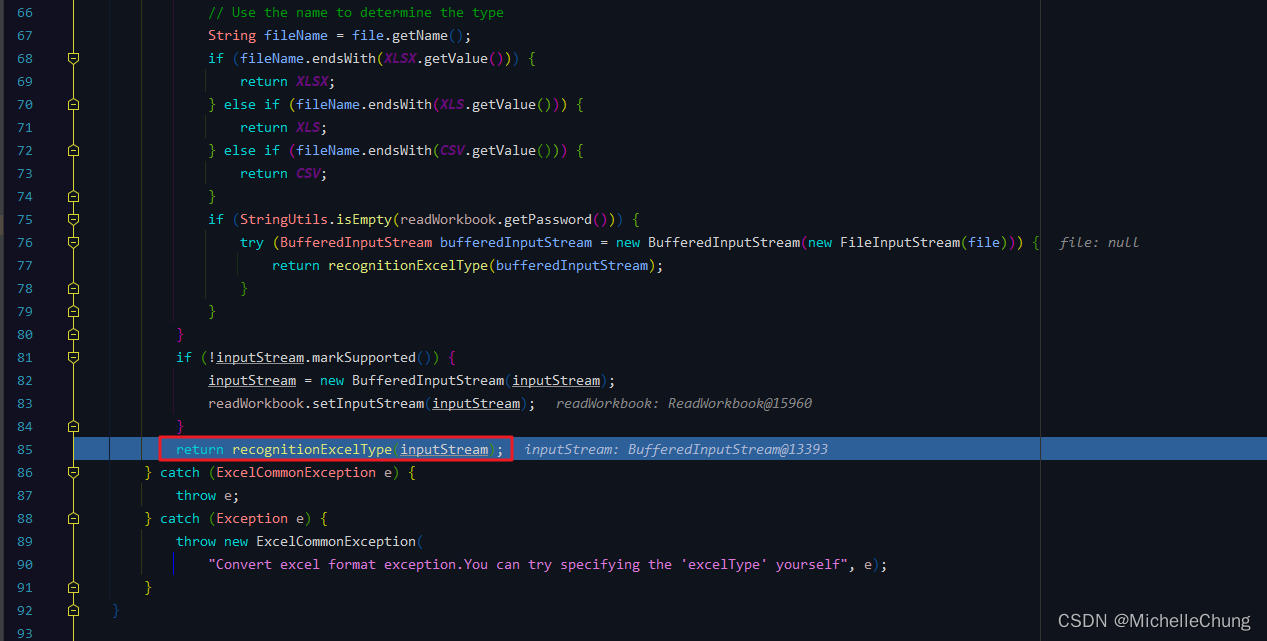 66 // Use the name to determine the type
67 String fileName = file.getName();
68 if (fileName.endsWith(XLSX.getValue())) {
69 return XLSX;
70 } else if (fileName.endsWith(XLS.getValue())) {
71 return XLS;
72 } else if (fileName.endsWith(CSV.getValue())) {
73 return CSV;
74 }
75 if (StringUtils.isEmpty(readWorkbook.getPassword())) {
76 try (BufferedInputStream bufferedInputStream = new BufferedInputStream(new FileInputStream(file))) { file: null
77 return recognitionExcelType(bufferedInputStream);
78 }
79 }
80 }
81 if (!inputStream.markSupported()) {
82 inputStream = new BufferedInputStream(inputStream);
83 readWorkbook.setInputStream(inputStream); readWorkbook: ReadWorkbook@15960
84 }
85 return recognitionExcelType(inputStream); inputStream: BufferedInputStream@13393
86 } catch (ExcelCommonException e) {
87 throw e;
88 } catch (Exception e) {
89 throw new ExcelCommonException(
90 "Convert excel format exception.You can try specifying the 'excelType' yourself", e);
91 }
92 }
93
CSDN @MichelleChung